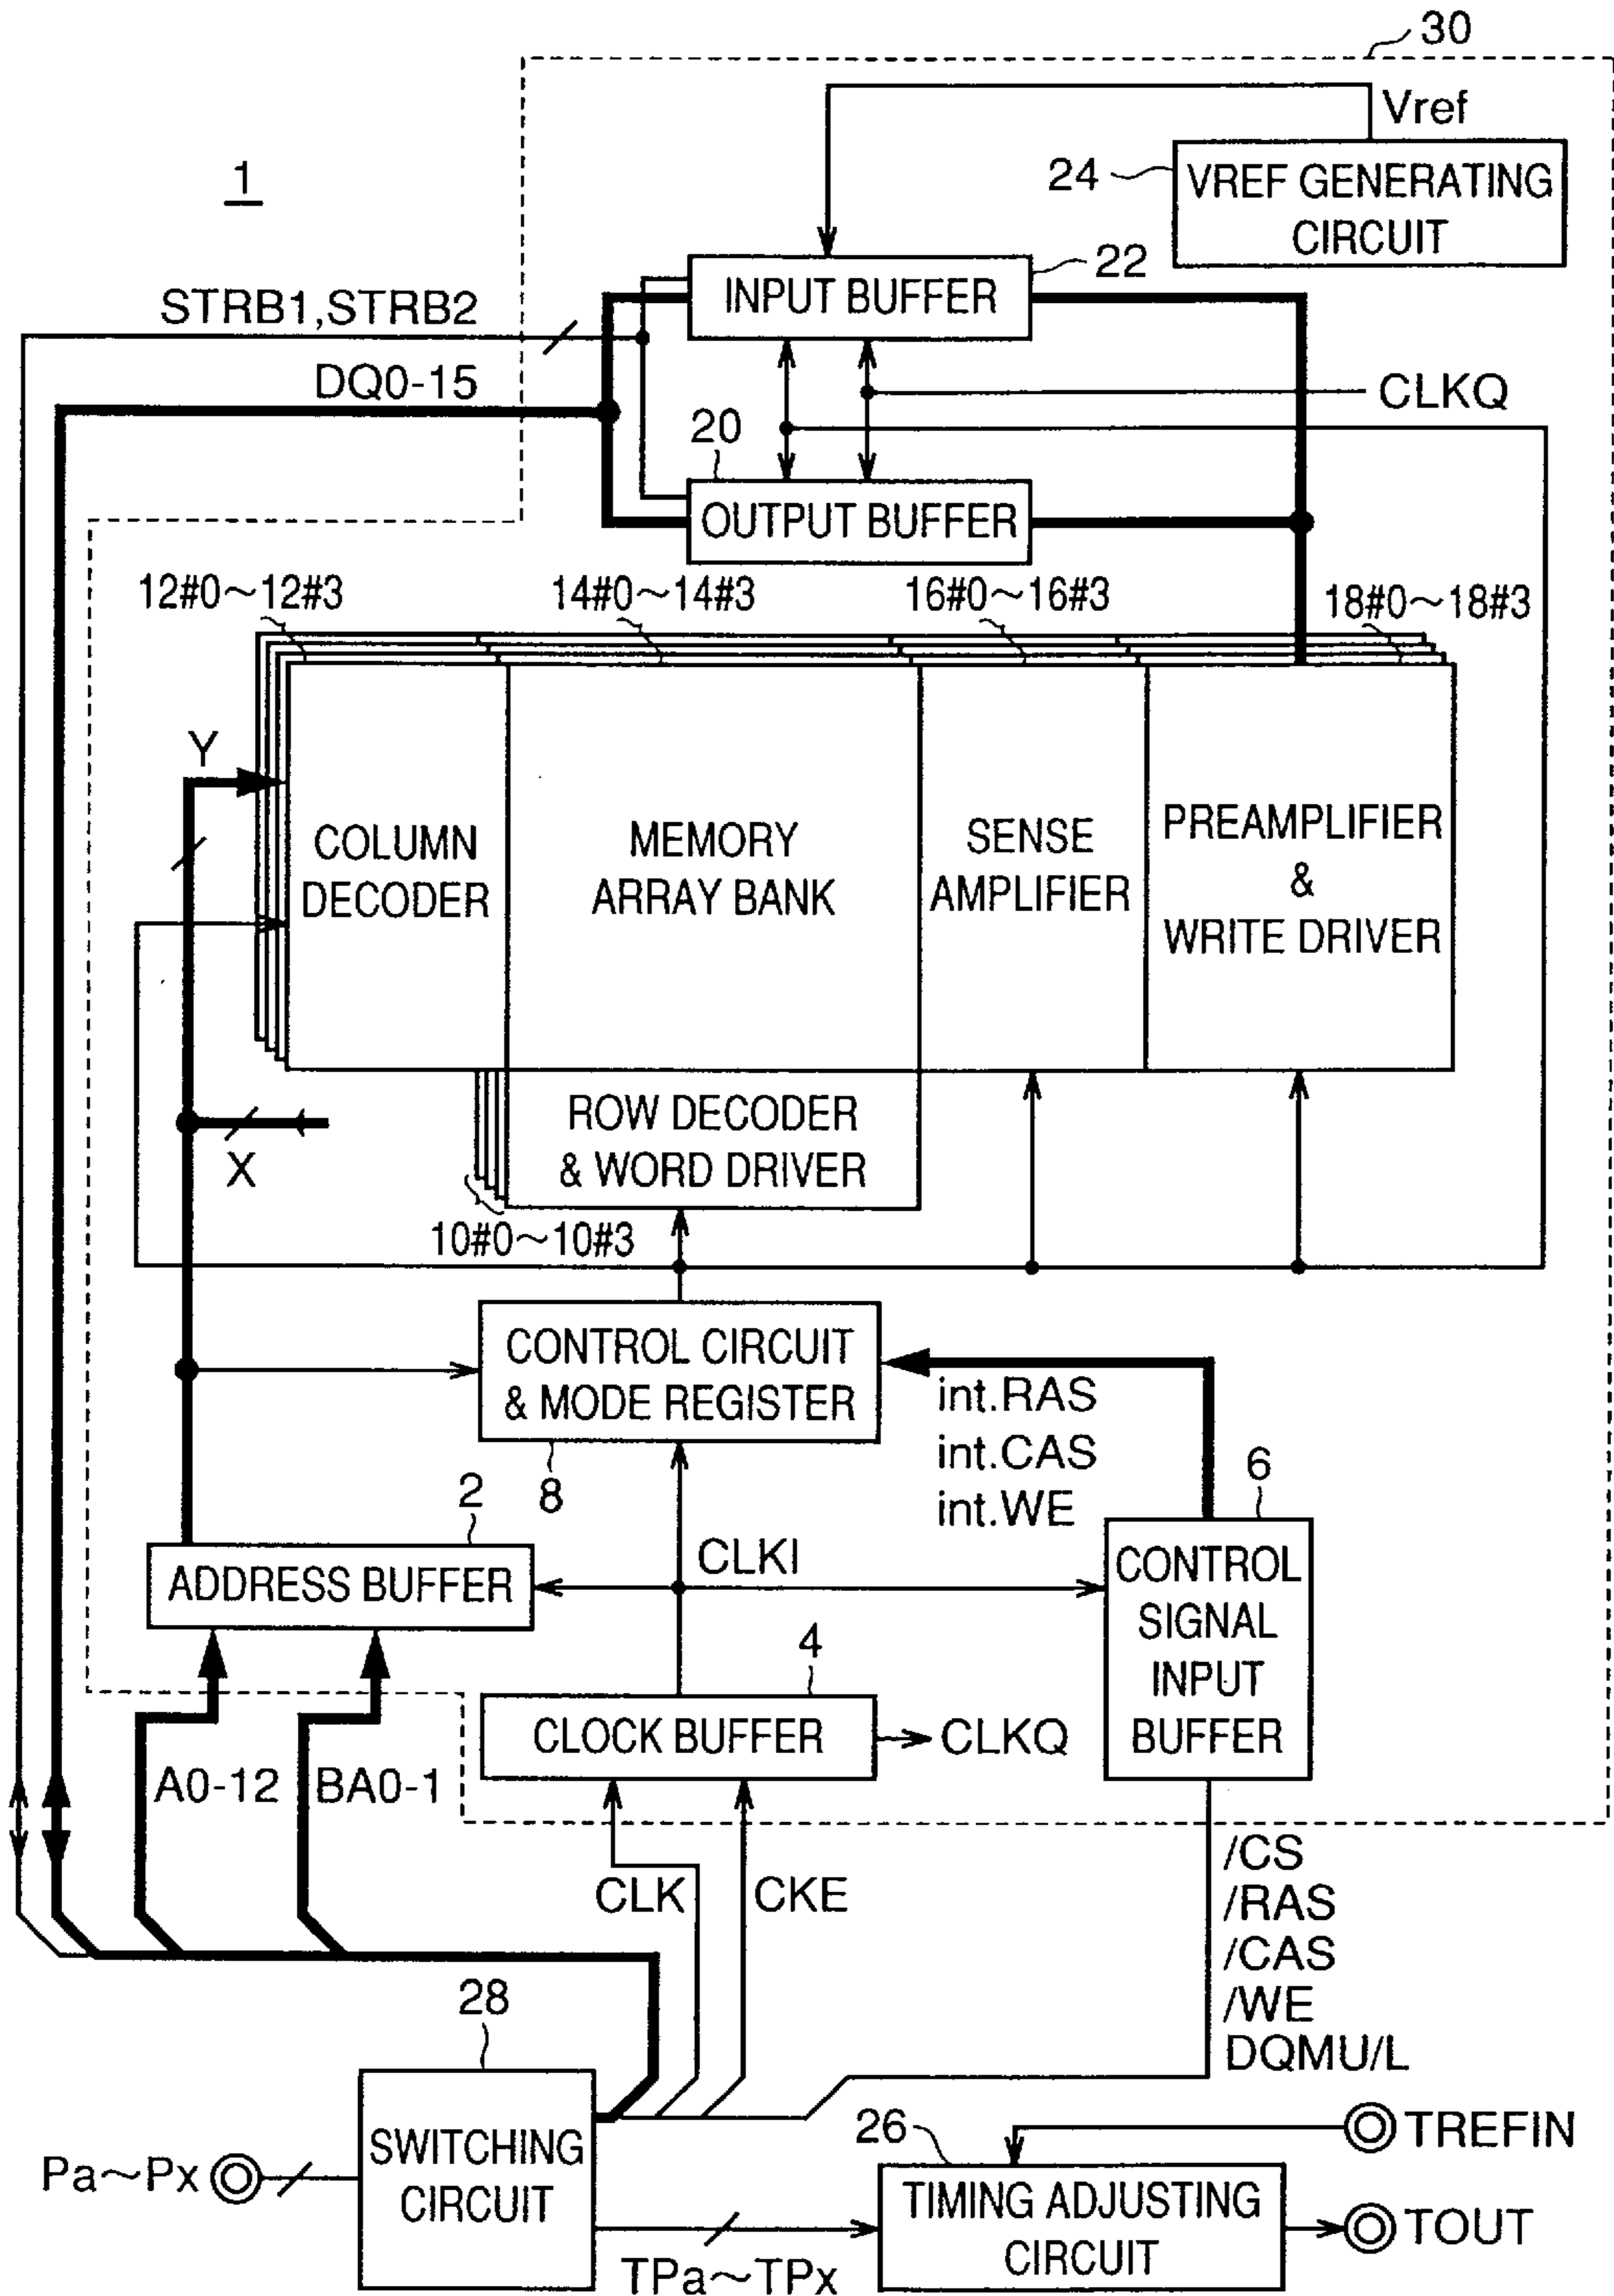 30
Vref
1
24
VREF GENERATING
CIRCUIT
22
INPUT BUFFER
STRB1,STRB2
DQ0-15
CLKQ
20
OUTPUT BUFFER
12#0~12#3
14#0~14#3
16#0~16#3
18#0~18#3
Y
COLUMN
DECODER
MEMORY
ARRAY BANK
SENSE
AMPLIFIER
PREAMPLIFIER
&
WRITE DRIVER
X
ROW DECODER
& WORD DRIVER
10#0~10#3
CONTROL CIRCUIT
& MODE REGISTER
8
int.RAS
int.CAS
int.WE
6
2
ADDRESS BUFFER
CLKI
CONTROL
SIGNAL
INPUT
BUFFER
4
CLOCK BUFFER
CLKQ
A0-12
BA0-1
CLK
CKE
/CS
/RAS
/CAS
/WE
DQMU/L
28
SWITCHING
CIRCUIT
Pa~Px
26
TREFIN
TIMING ADJUSTING
CIRCUIT
TOUT
TPa~TPx